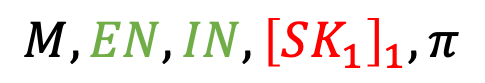 M, EN, IN, [SK₁]₁, π